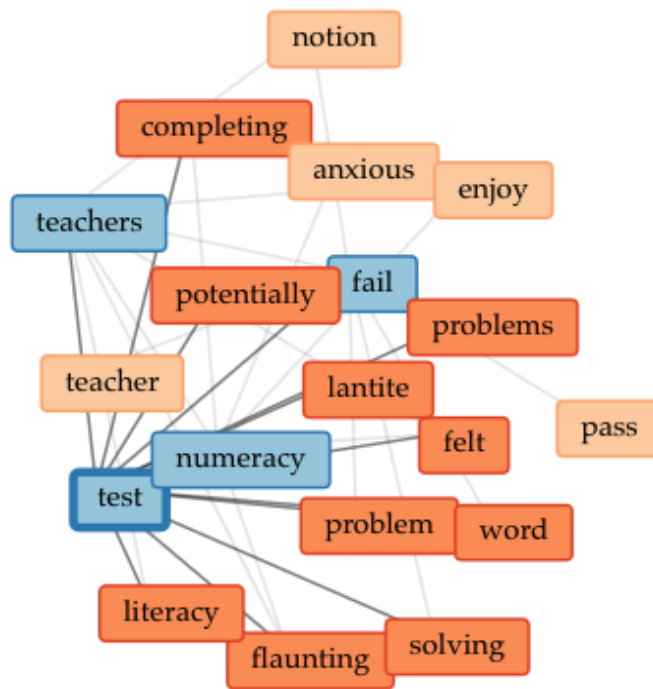 notion
completing
anxious
enjoy
teachers
fail
potentially
problems
teacher
lantite
pass
felt
numeracy
test
problem
word
literacy
solving
flaunting